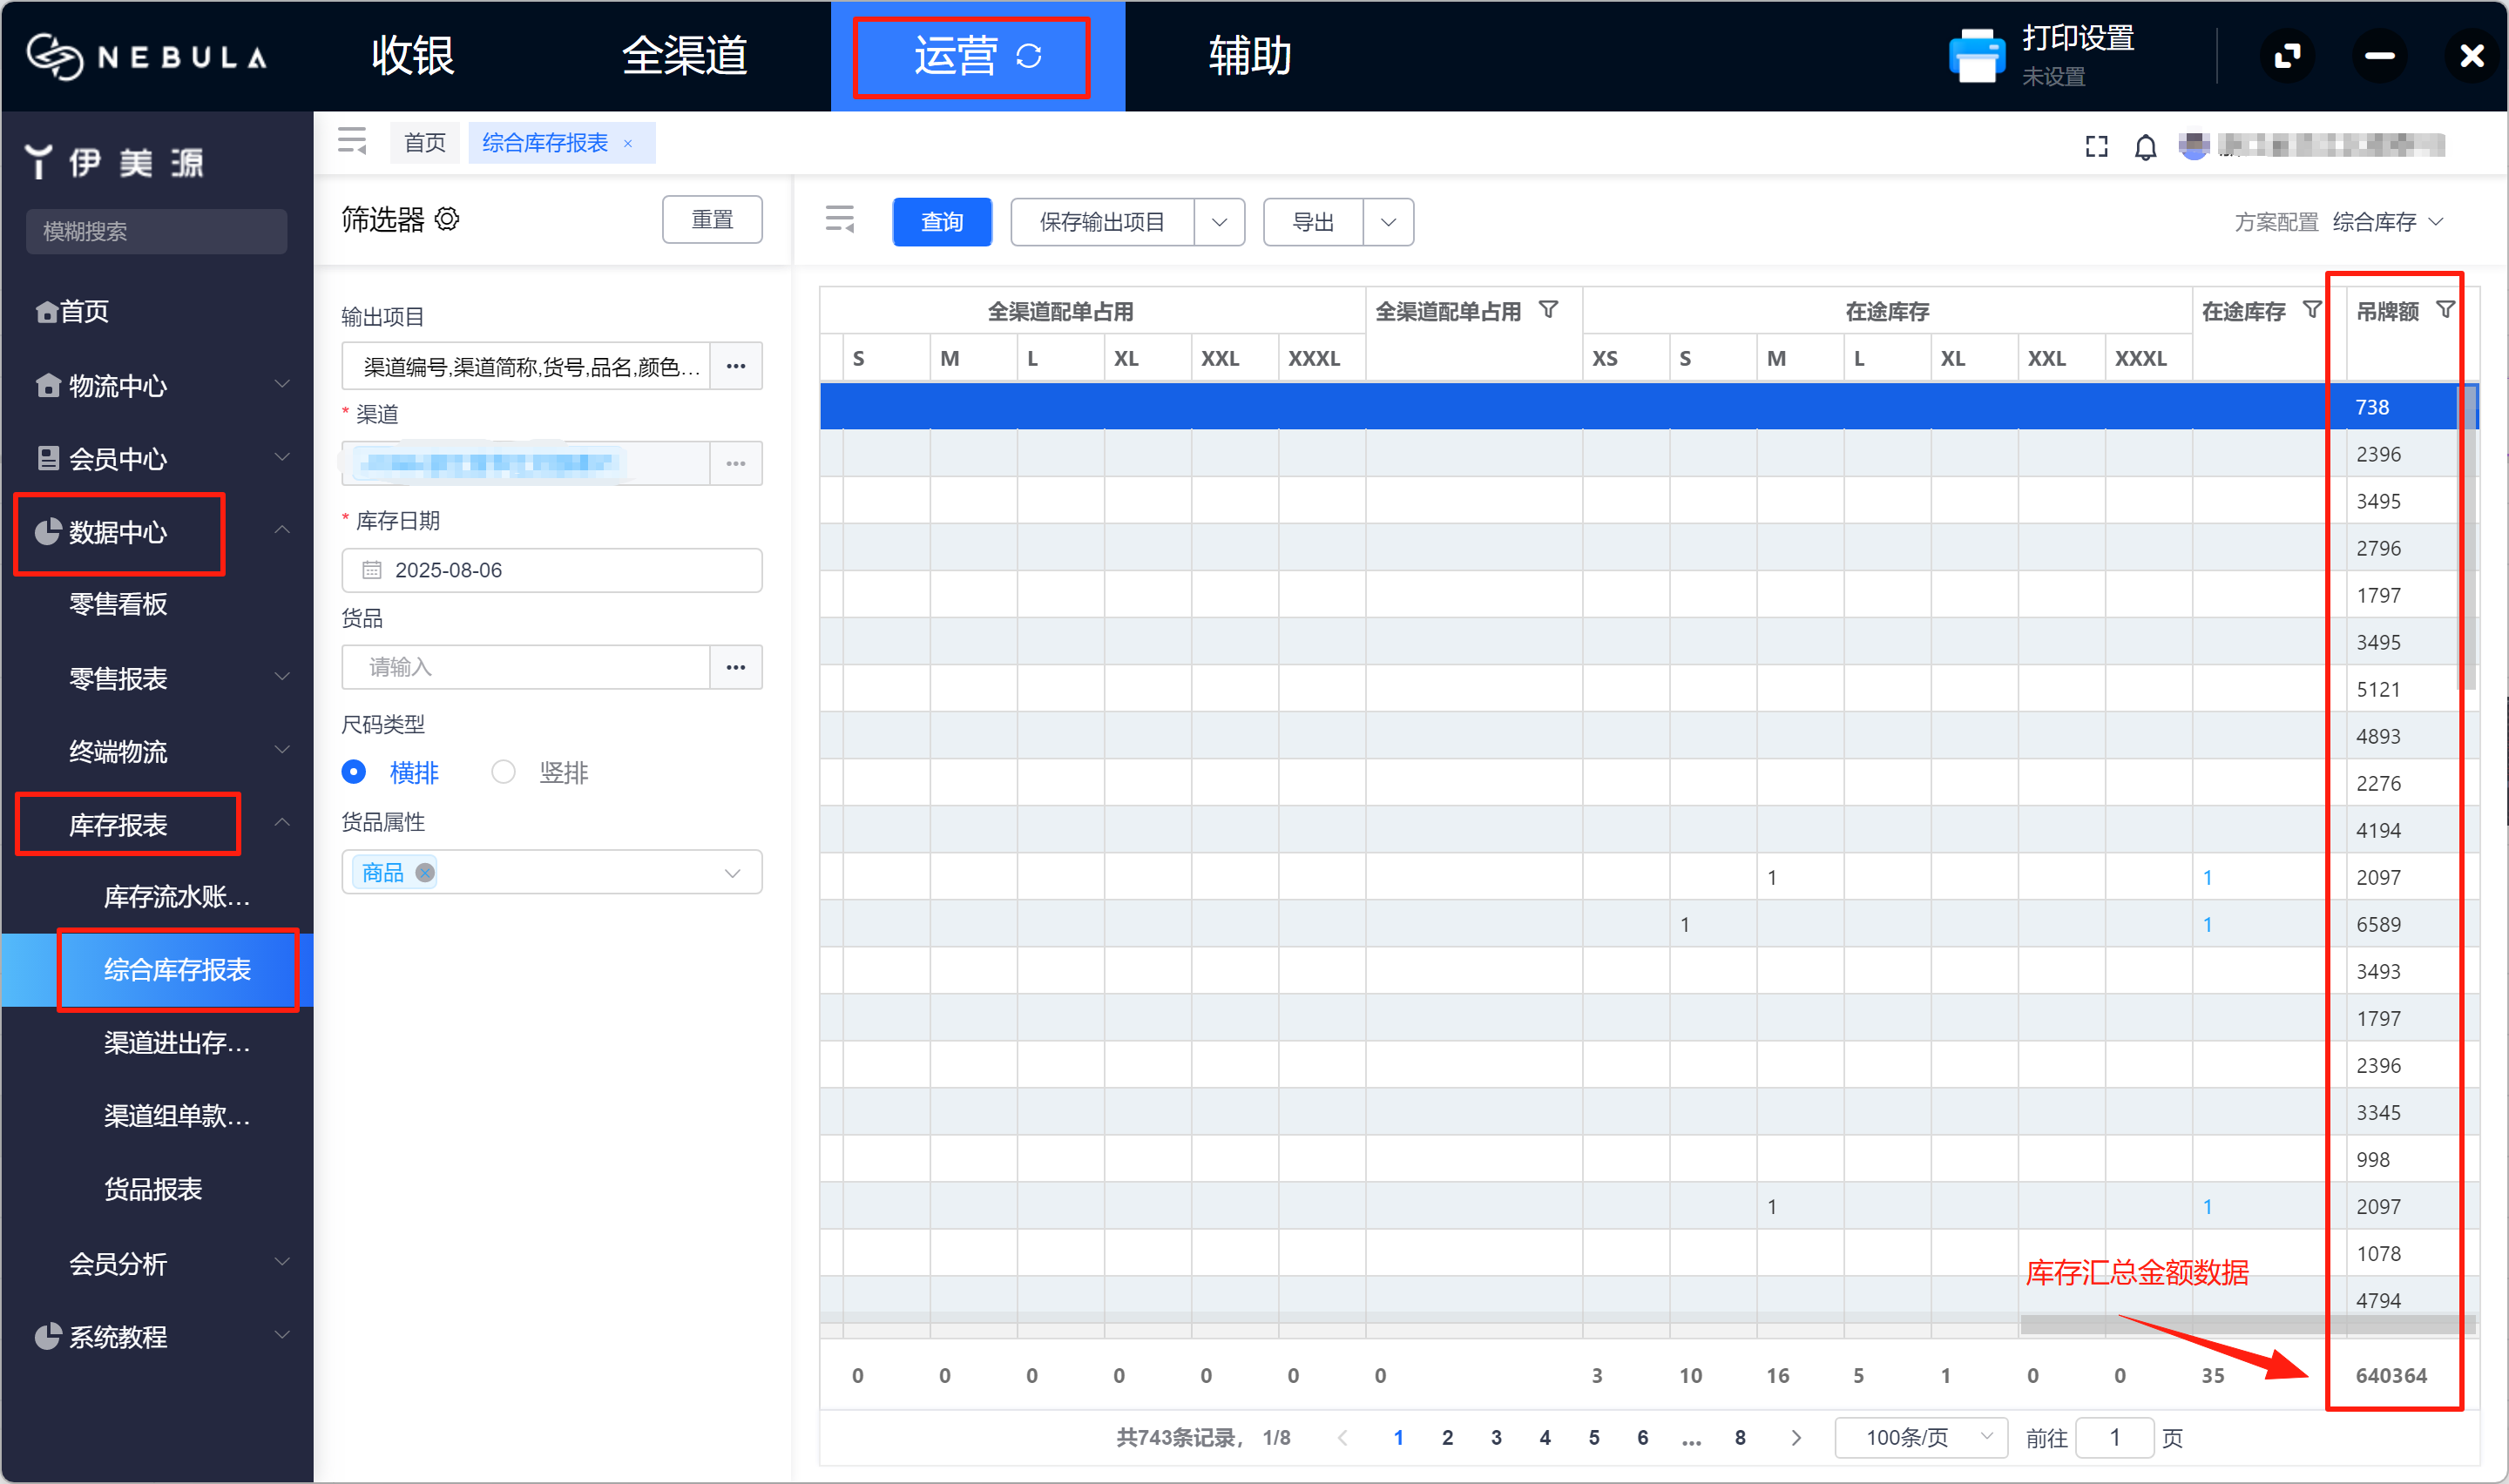 NEBULA
收银
全渠道
运营
辅助
打印设置
未设置
伊美源
模糊搜索
首页
物流中心
会员中心
数据中心
零售看板
零售报表
终端物流
库存报表
库存流水账...
综合库存报表
渠道进出存...
渠道组单款...
货品报表
会员分析
系统教程
首页
综合库存报表 ×
筛选器
重置
输出项目
渠道编号,渠道简称,货号,品名,颜色...
* 渠道
* 库存日期
2025-08-06
货品
请输入
尺码类型
横排 竖排
货品属性
商品
查询
保存输出项目
导出
方案配置 综合库存
全渠道配单占用 全渠道配单占用 在途库存 在途库存 吊牌额
S M L XL XXL XXXL XS S M L XL XXL XXXL
738
2396
3495
2796
1797
3495
5121
4893
2276
4194
1 1 2097
1 1 6589
3493
1797
2396
3345
998
1 1 2097
1078
库存汇总金额数据
4794
0 0 0 0 0 0 0 3 10 16 5 1 0 0 35 640364
共743条记录， 1/8 1 2 3 4 5 6 ... 8 100条/页 前往 1 页